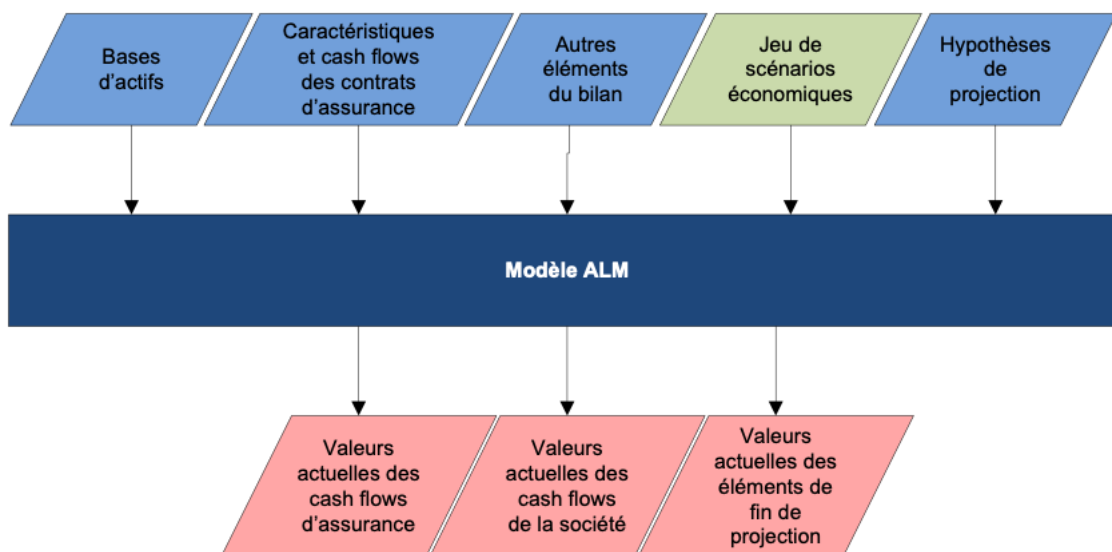 Bases
d'actifs
Caractéristiques
et cash flows
des contrats
d'assurance
Autres
éléments
du bilan
Jeu de
scénarios
économiques
Hypothèses
de
projection
Modèle ALM
Valeurs
actuelles des
cash flows
d'assurance
Valeurs
actuelles des
cash flows
de la société
Valeurs
actuelles des
éléments de
fin de
projection